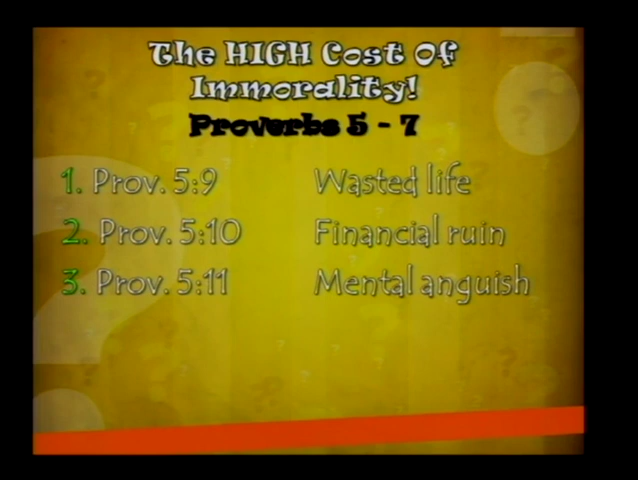 The HIGH Cost Of
Immorality!
Proverbs 5 - 7
1. Prov. 5:9 Wasted life
2. Prov. 5:10 Financial ruin
3. Prov. 5:11 Mental anguish